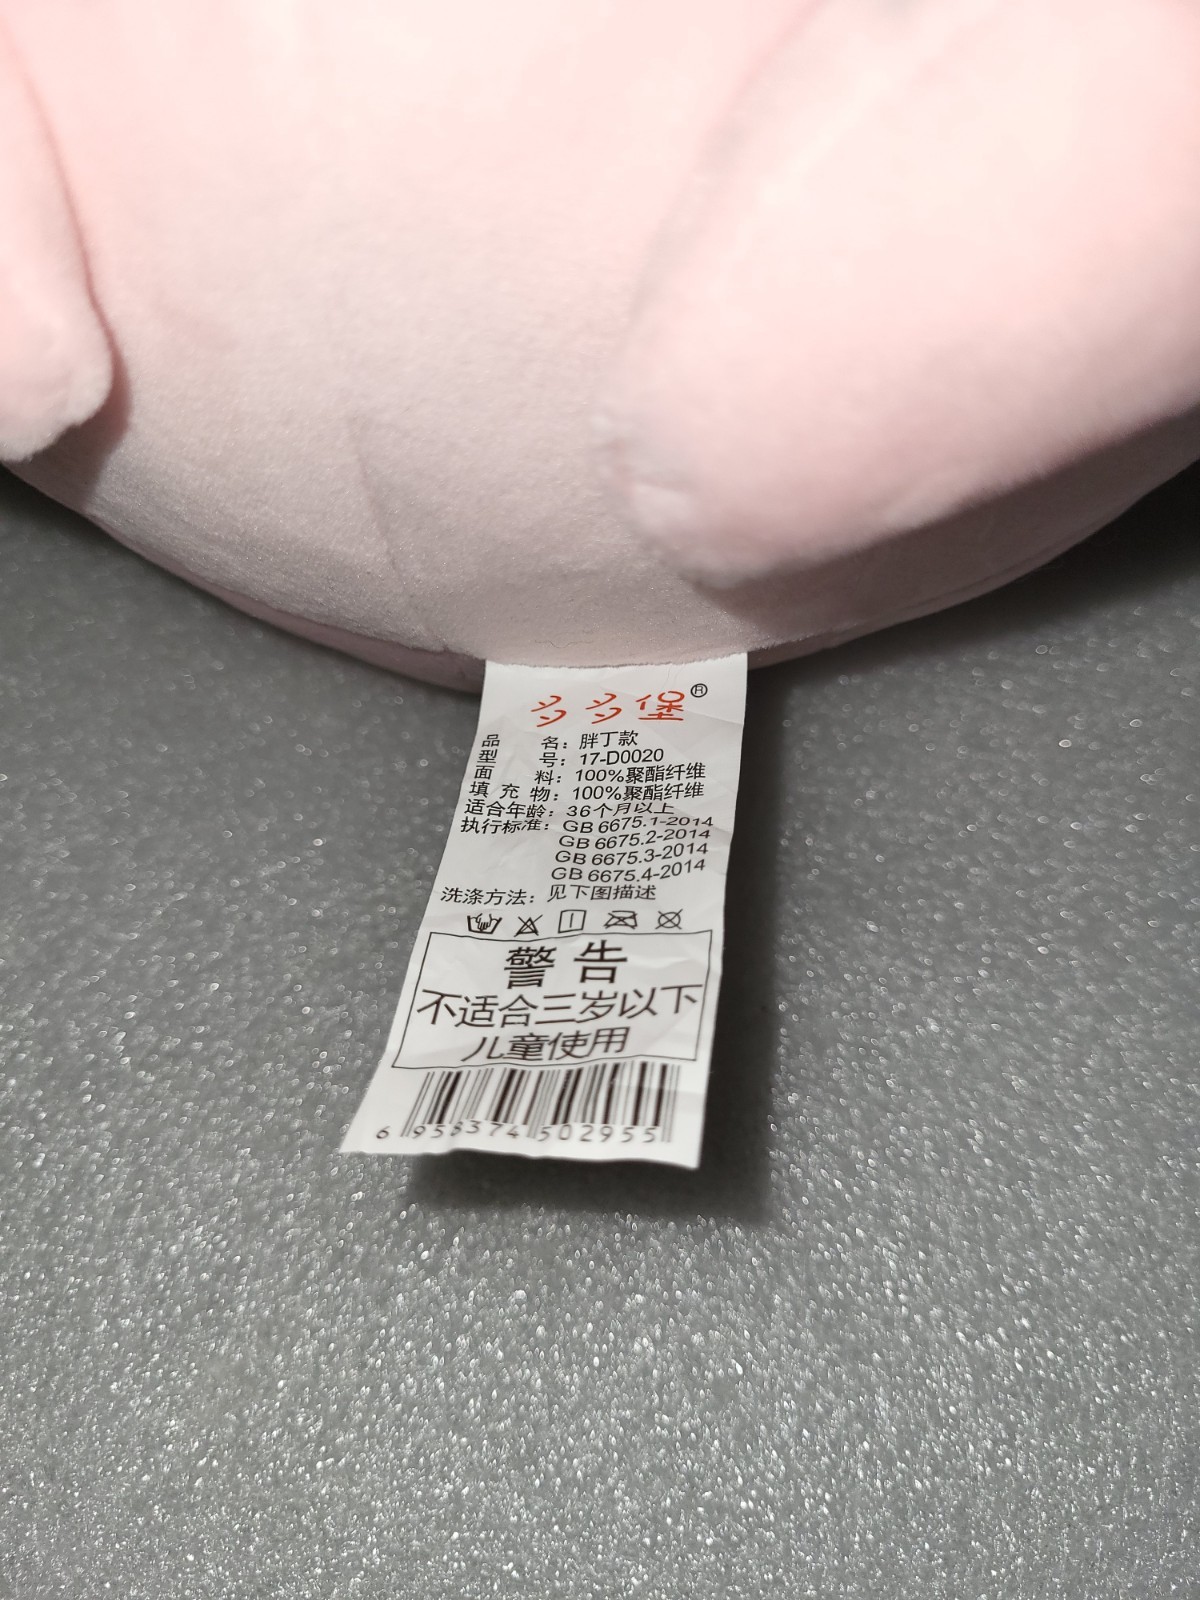 多多堡®
品名：胖丁款
型号：17-D0020
面料：100%聚酯纤维
填充物：100%聚酯纤维
适合年龄：36个月以上
执行标准：GB 6675.1-2014
GB 6675.2-2014
GB 6675.3-2014
GB 6675.4-2014
洗涤方法：见下图描述
警告
不适合三岁以下
儿童使用
6 958374 502955